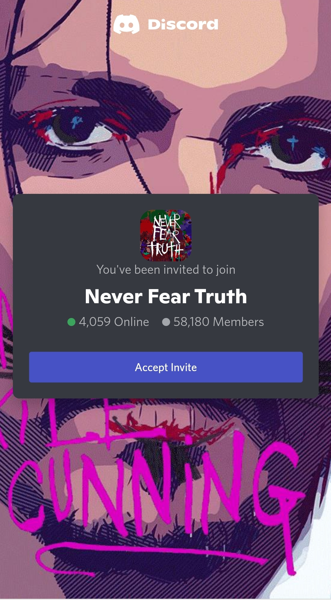 Discord
NEVER
FEAR
TRUTH
You've been invited to join
Never Fear Truth
4,059 Online 58,180 Members
Accept Invite
CUNNING